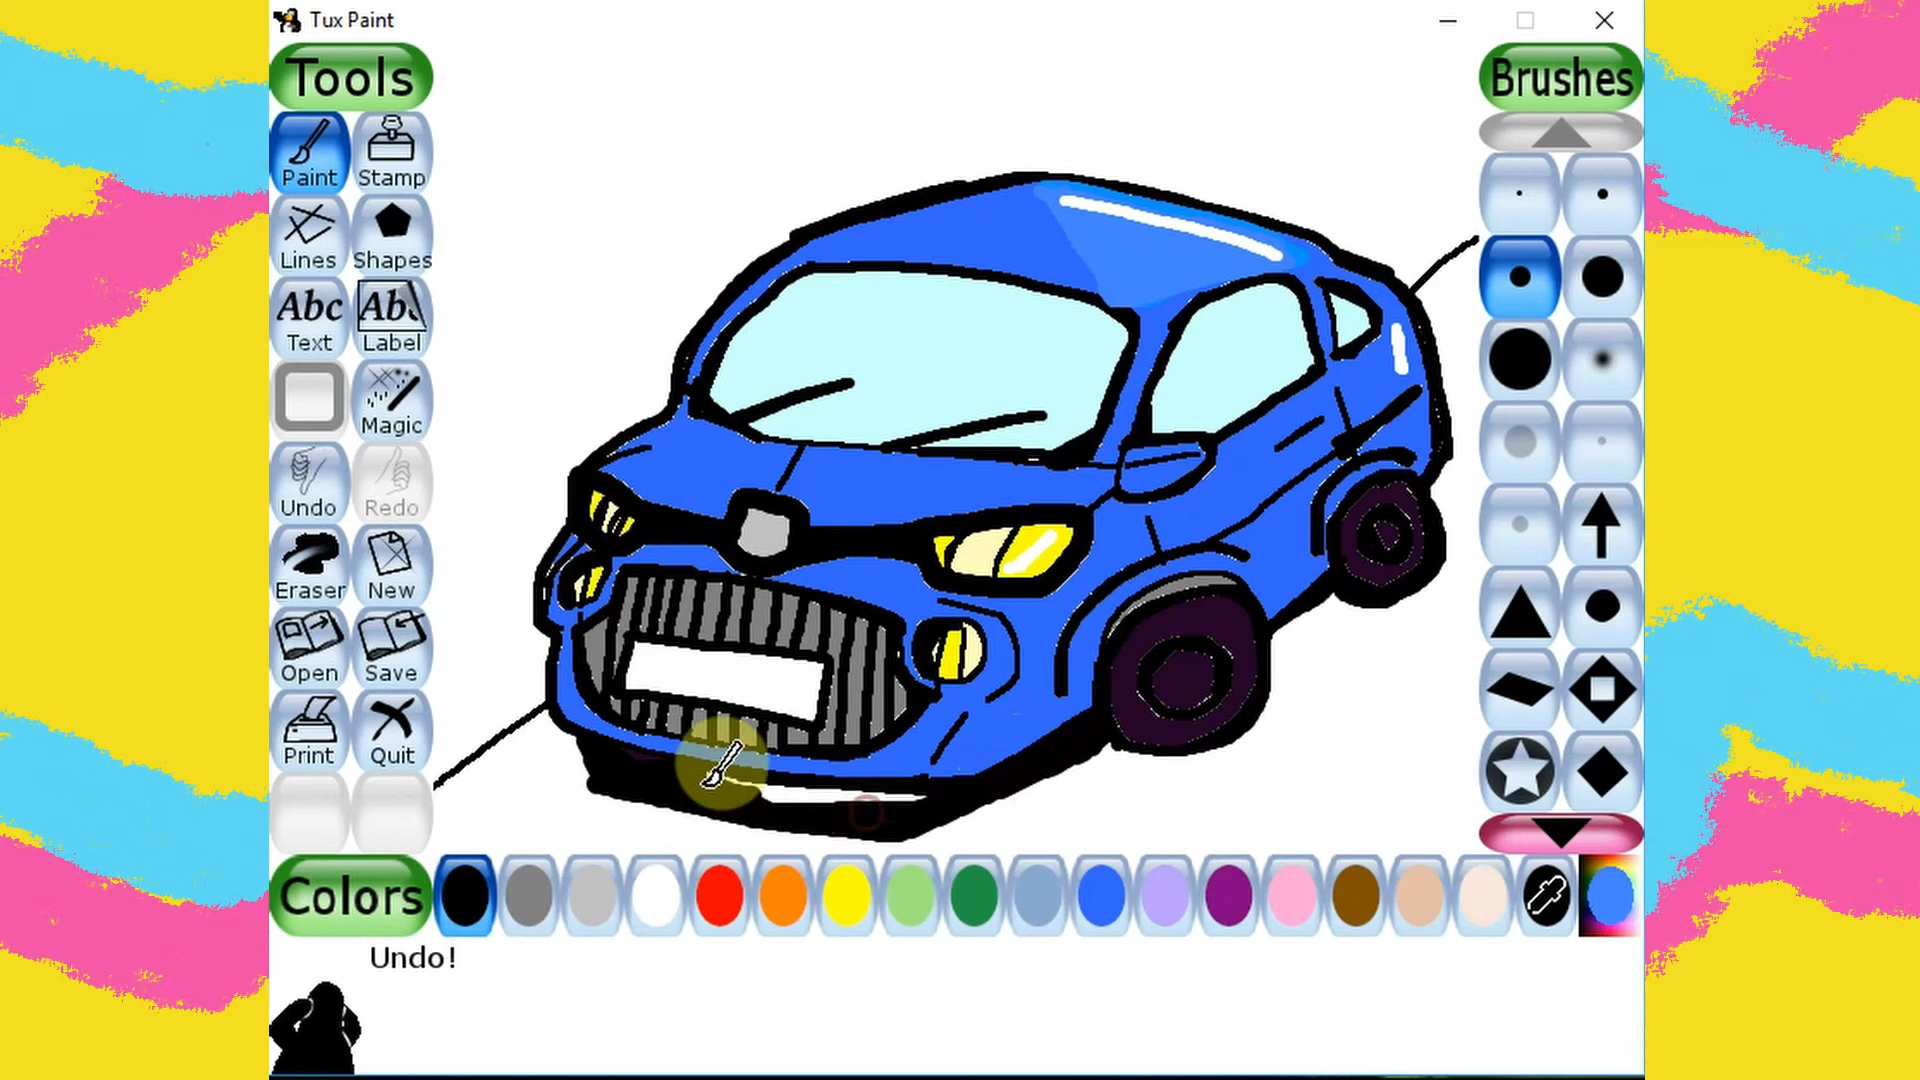 Tux Paint
Tools
Brushes
Paint
Stamp
Lines
Shapes
Abc
Text
Abc
Label
Magic
Undo
Redo
Eraser
New
Open
Save
Print
Quit
Colors
Undo!